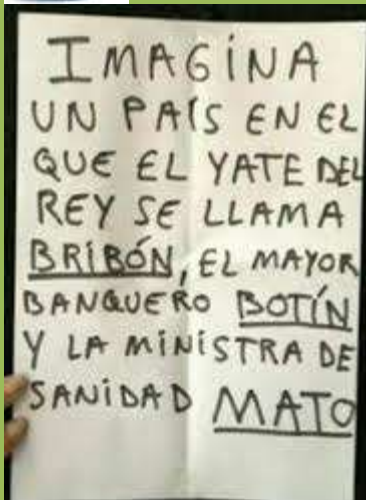 IMAGINA
UN PAÍS EN EL
QUE EL YATE DEL
REY SE LLAMA
BRIBÓN, EL MAYOR
BANQUERO BOTÍN
Y LA MINISTRA DE
SANIDAD MATO